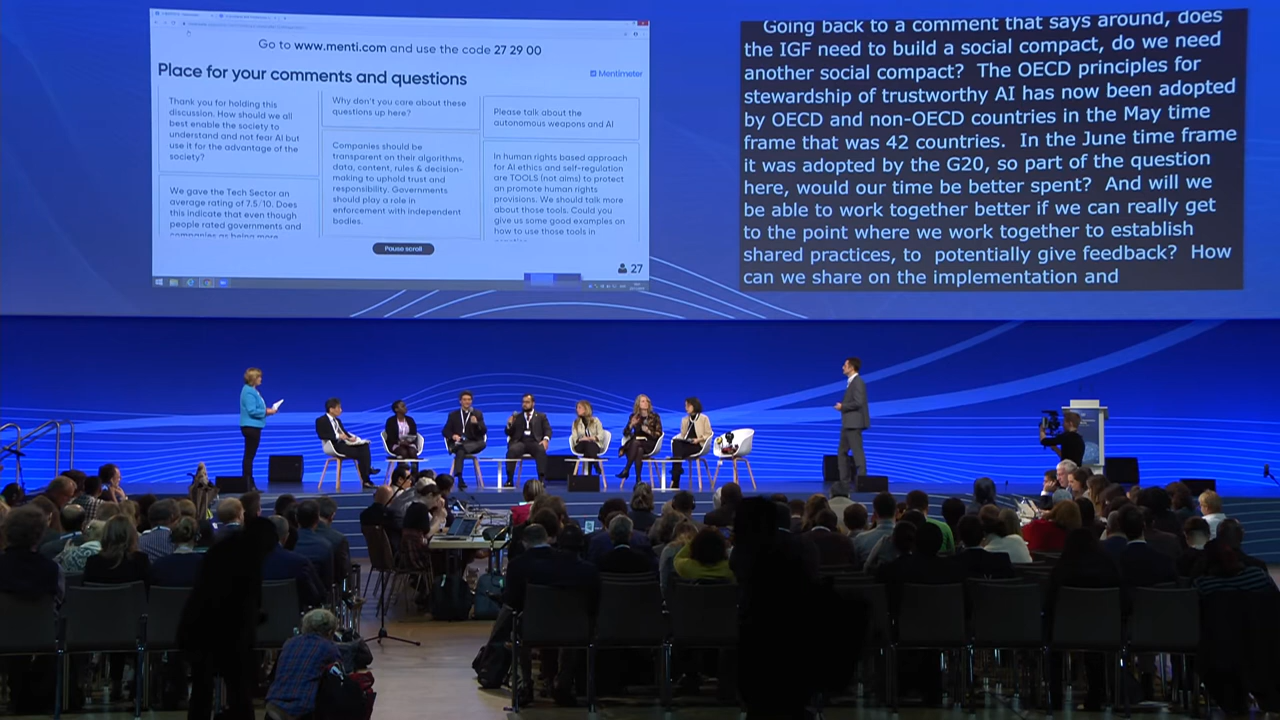 Go to www.menti.com and use the code 27 29 00
Place for your comments and questions
Mentimeter
Thank you for holding this
discussion. How should we all
best enable the society to
understand and not fear AI but
use it for the advantage of the
society?
We gave the Tech Sector an
average rating of 7.5/10. Does
this indicate that even though
people rated governments and
companies as being more
Why don't you care about these
questions up here?
Companies should be
transparent on their algorithms,
data, content, rules & decision-
making to uphold trust and
responsibility. Governments
should play a role in
enforcement with independent
bodies.
Please talk about the
autonomous weapons and AI
In human rights based approach
for AI ethics and self-regulation
are TOOLS (not aims) to protect
an promote human rights
provisions. We should talk more
about those tools. Could you
give us some good examples on
how to use those tools in
Pause scroll
27
Going back to a comment that says around, does
the IGF need to build a social compact, do we need
another social compact? The OECD principles for
stewardship of trustworthy AI has now been adopted
by OECD and non-OECD countries in the May time
frame that was 42 countries. In the June time frame
it was adopted by the G20, so part of the question
here, would our time be better spent? And will we
be able to work together better if we can really get
to the point where we work together to establish
shared practices, to potentially give feedback? How
can we share on the implementation and